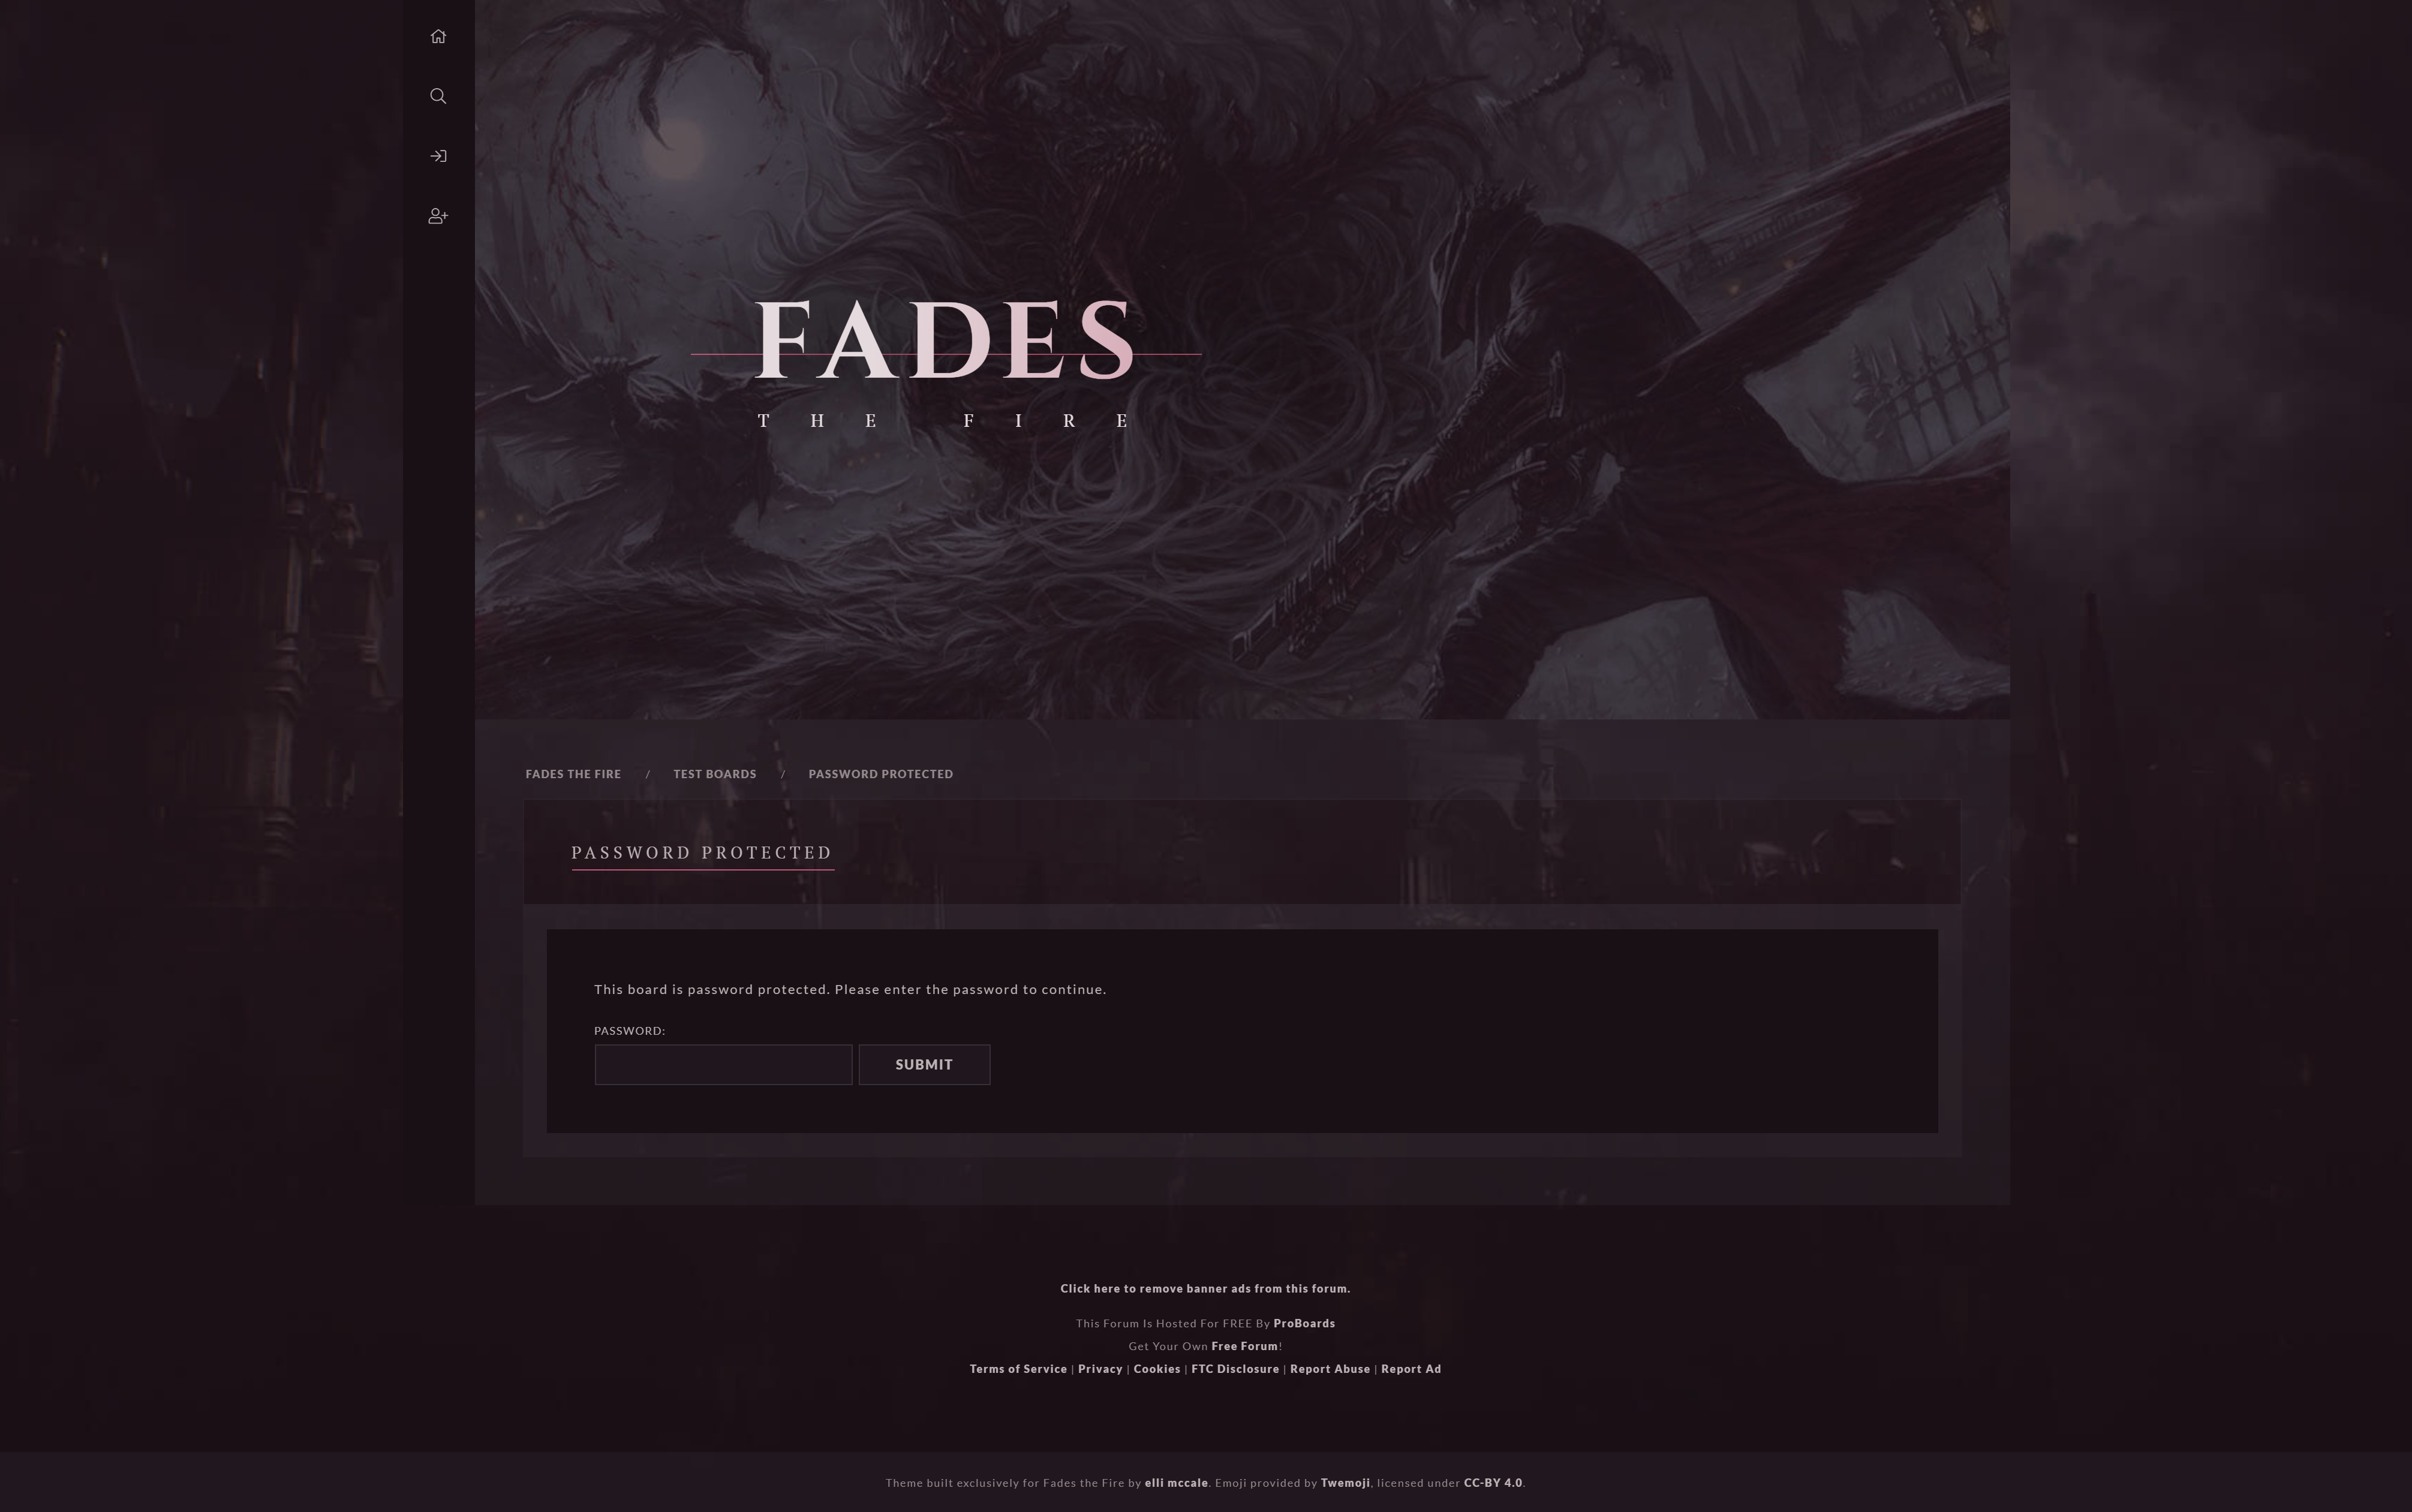 FADES
THE FIRE
FADES THE FIRE / TEST BOARDS / PASSWORD PROTECTED
PASSWORD PROTECTED
This board is password protected. Please enter the password to continue.
PASSWORD:
SUBMIT
Click here to remove banner ads from this forum.
This Forum Is Hosted For FREE By ProBoards
Get Your Own Free Forum!
Terms of Service | Privacy | Cookies | FTC Disclosure | Report Abuse | Report Ad
Theme built exclusively for Fades the Fire by elli mccale. Emoji provided by Twemoji, licensed under CC-BY 4.0.